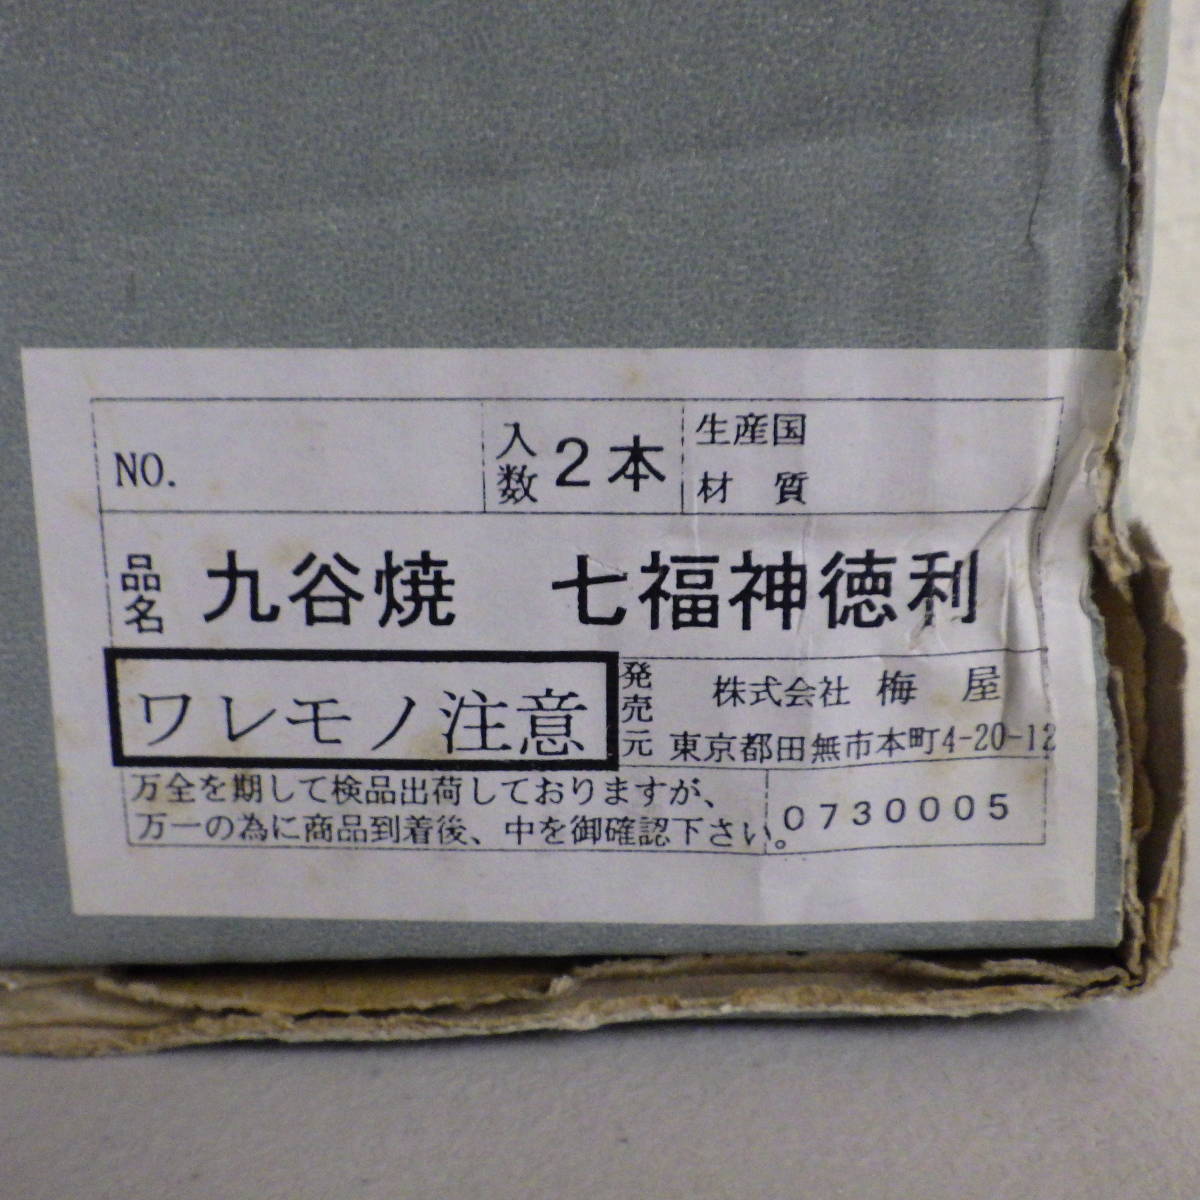 NO.
入数 2本
生産国
材 質
品名 九谷焼 七福神徳利
ワレモノ注意
発売元 株式会社 梅 屋
東京都田無市本町4-20-12
万全を期して検品出荷しておりますが、
万一の為に商品到着後、中を御確認下さい。
0730005